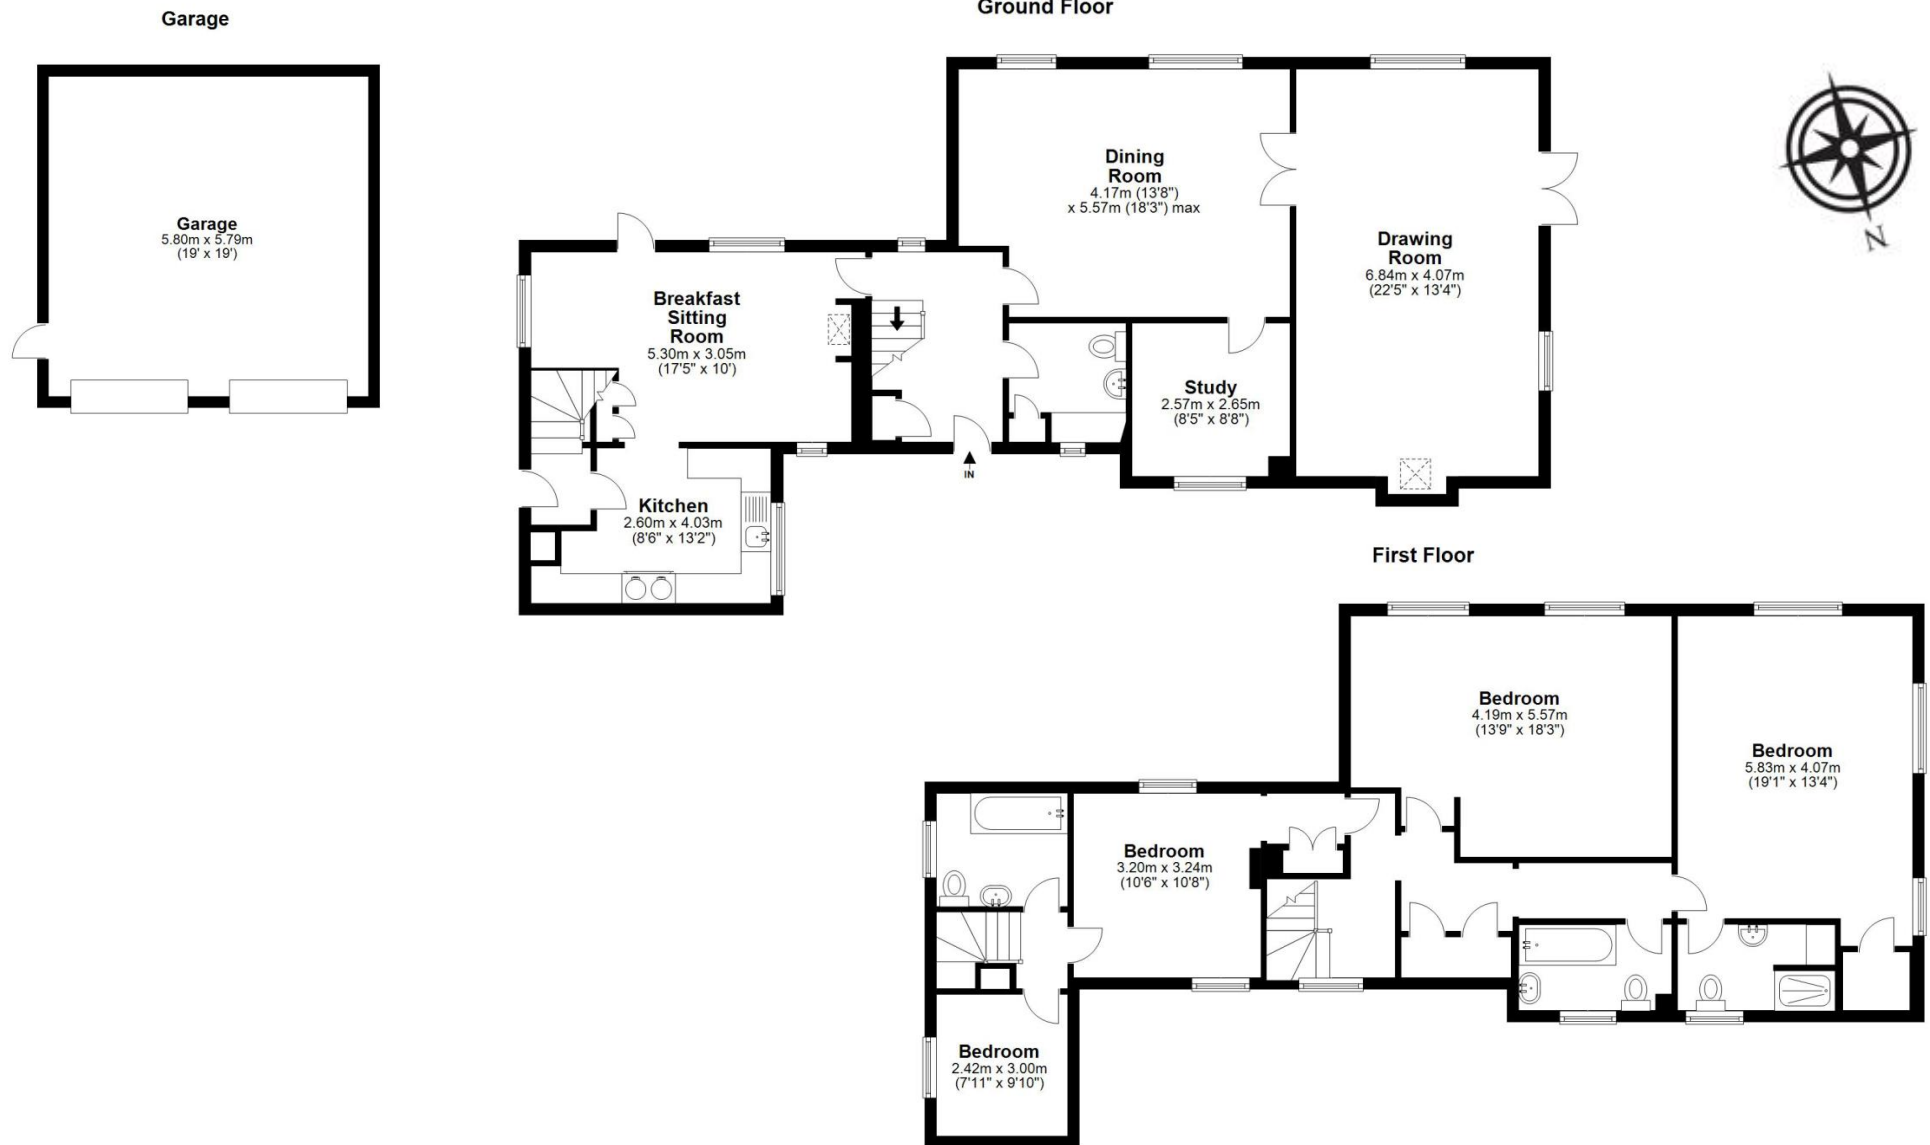 Garage
Garage
5.80m x 5.79m
(19' x 19')
Ground Floor
Dining
Room
4.17m (13'8")
x 5.57m (18'3") max
Drawing
Room
6.84m x 4.07m
(22'5" x 13'4")
Breakfast
Sitting
Room
5.30m x 3.05m
(17'5" x 10')
Study
2.57m x 2.65m
(8'5" x 8'8")
IN
Kitchen
2.60m x 4.03m
(8'6" x 13'2")
N
First Floor
Bedroom
4.19m x 5.57m
(13'9" x 18'3")
Bedroom
5.83m x 4.07m
(19'1" x 13'4")
Bedroom
3.20m x 3.24m
(10'6" x 10'8")
Bedroom
2.42m x 3.00m
(7'11" x 9'10")